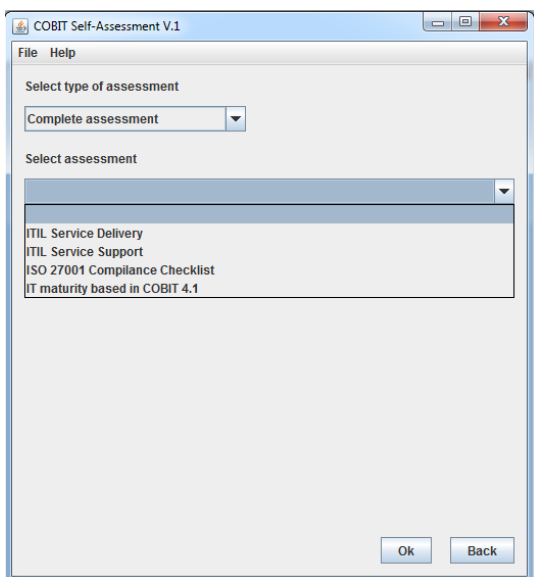 COBIT Self-Assessment V.1
File Help
Select type of assessment
Complete assessment
Select assessment
ITIL Service Delivery
ITIL Service Support
ISO 27001 Compilance Checklist
IT maturity based in COBIT 4.1
Ok Back